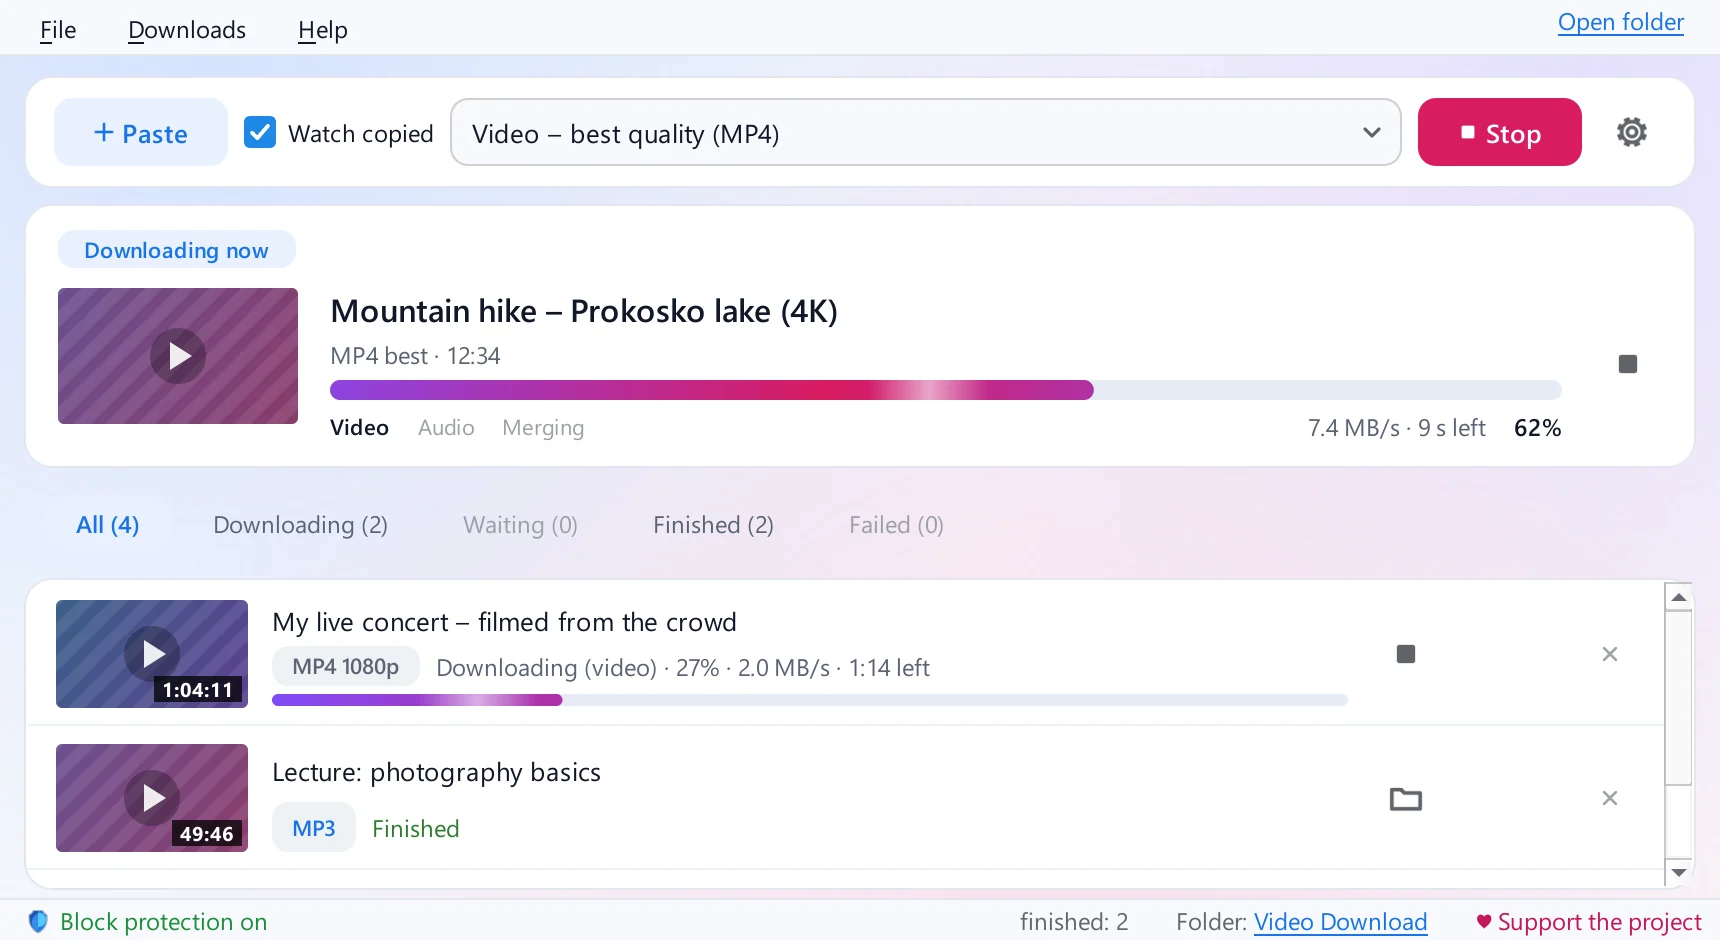 File Downloads Help Open folder
+ Paste Watch copied Video – best quality (MP4) Stop
Downloading now
Mountain hike – Prokosko lake (4K)
MP4 best · 12:34
Video Audio Merging 7.4 MB/s · 9 s left 62%
All (4) Downloading (2) Waiting (0) Finished (2) Failed (0)
My live concert – filmed from the crowd
MP4 1080p Downloading (video) · 27% · 2.0 MB/s · 1:14 left
1:04:11
Lecture: photography basics
MP3 Finished
49:46
Block protection on finished: 2 Folder: Video Download Support the project